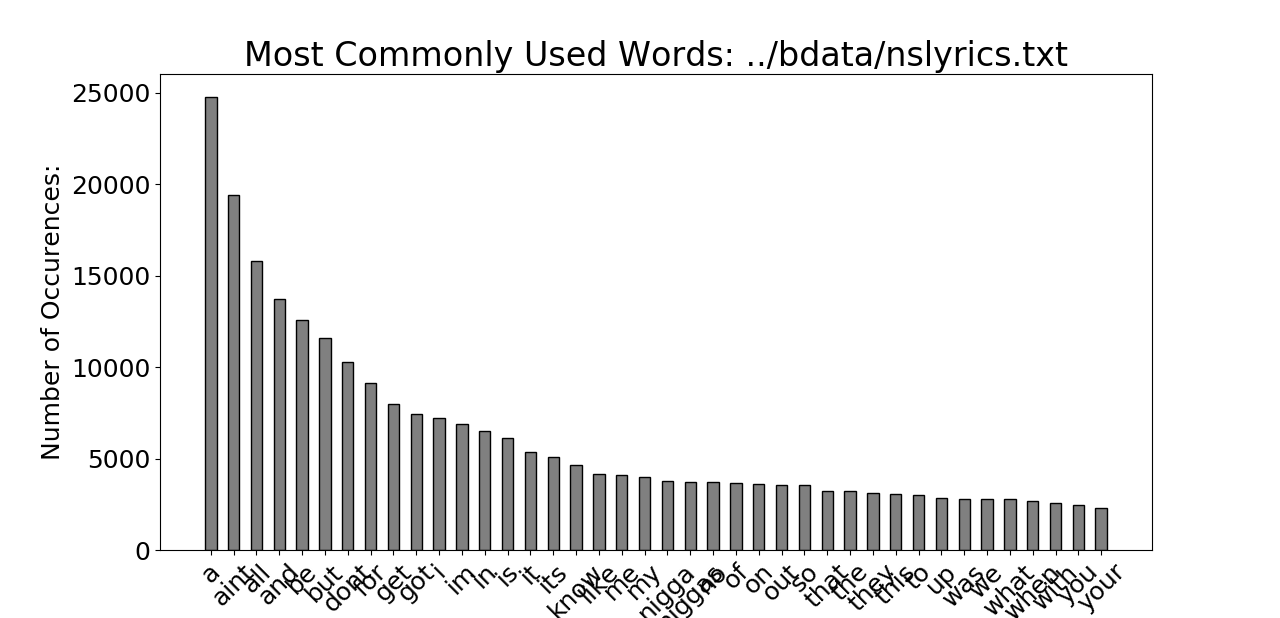 Most Commonly Used Words: ../bdata/nslyrics.txt
Number of Occurences:
25000
20000
15000
10000
5000
0
a aint all and be but dont for get got i im in is it its know like me my nigga niggas no of on out so that the they this to up was we what when with you your